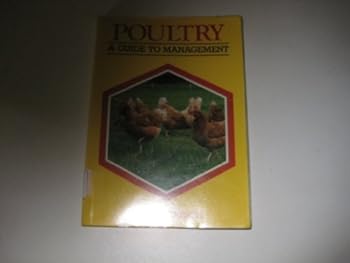 POULTRY
A GUIDE TO MANAGEMENT